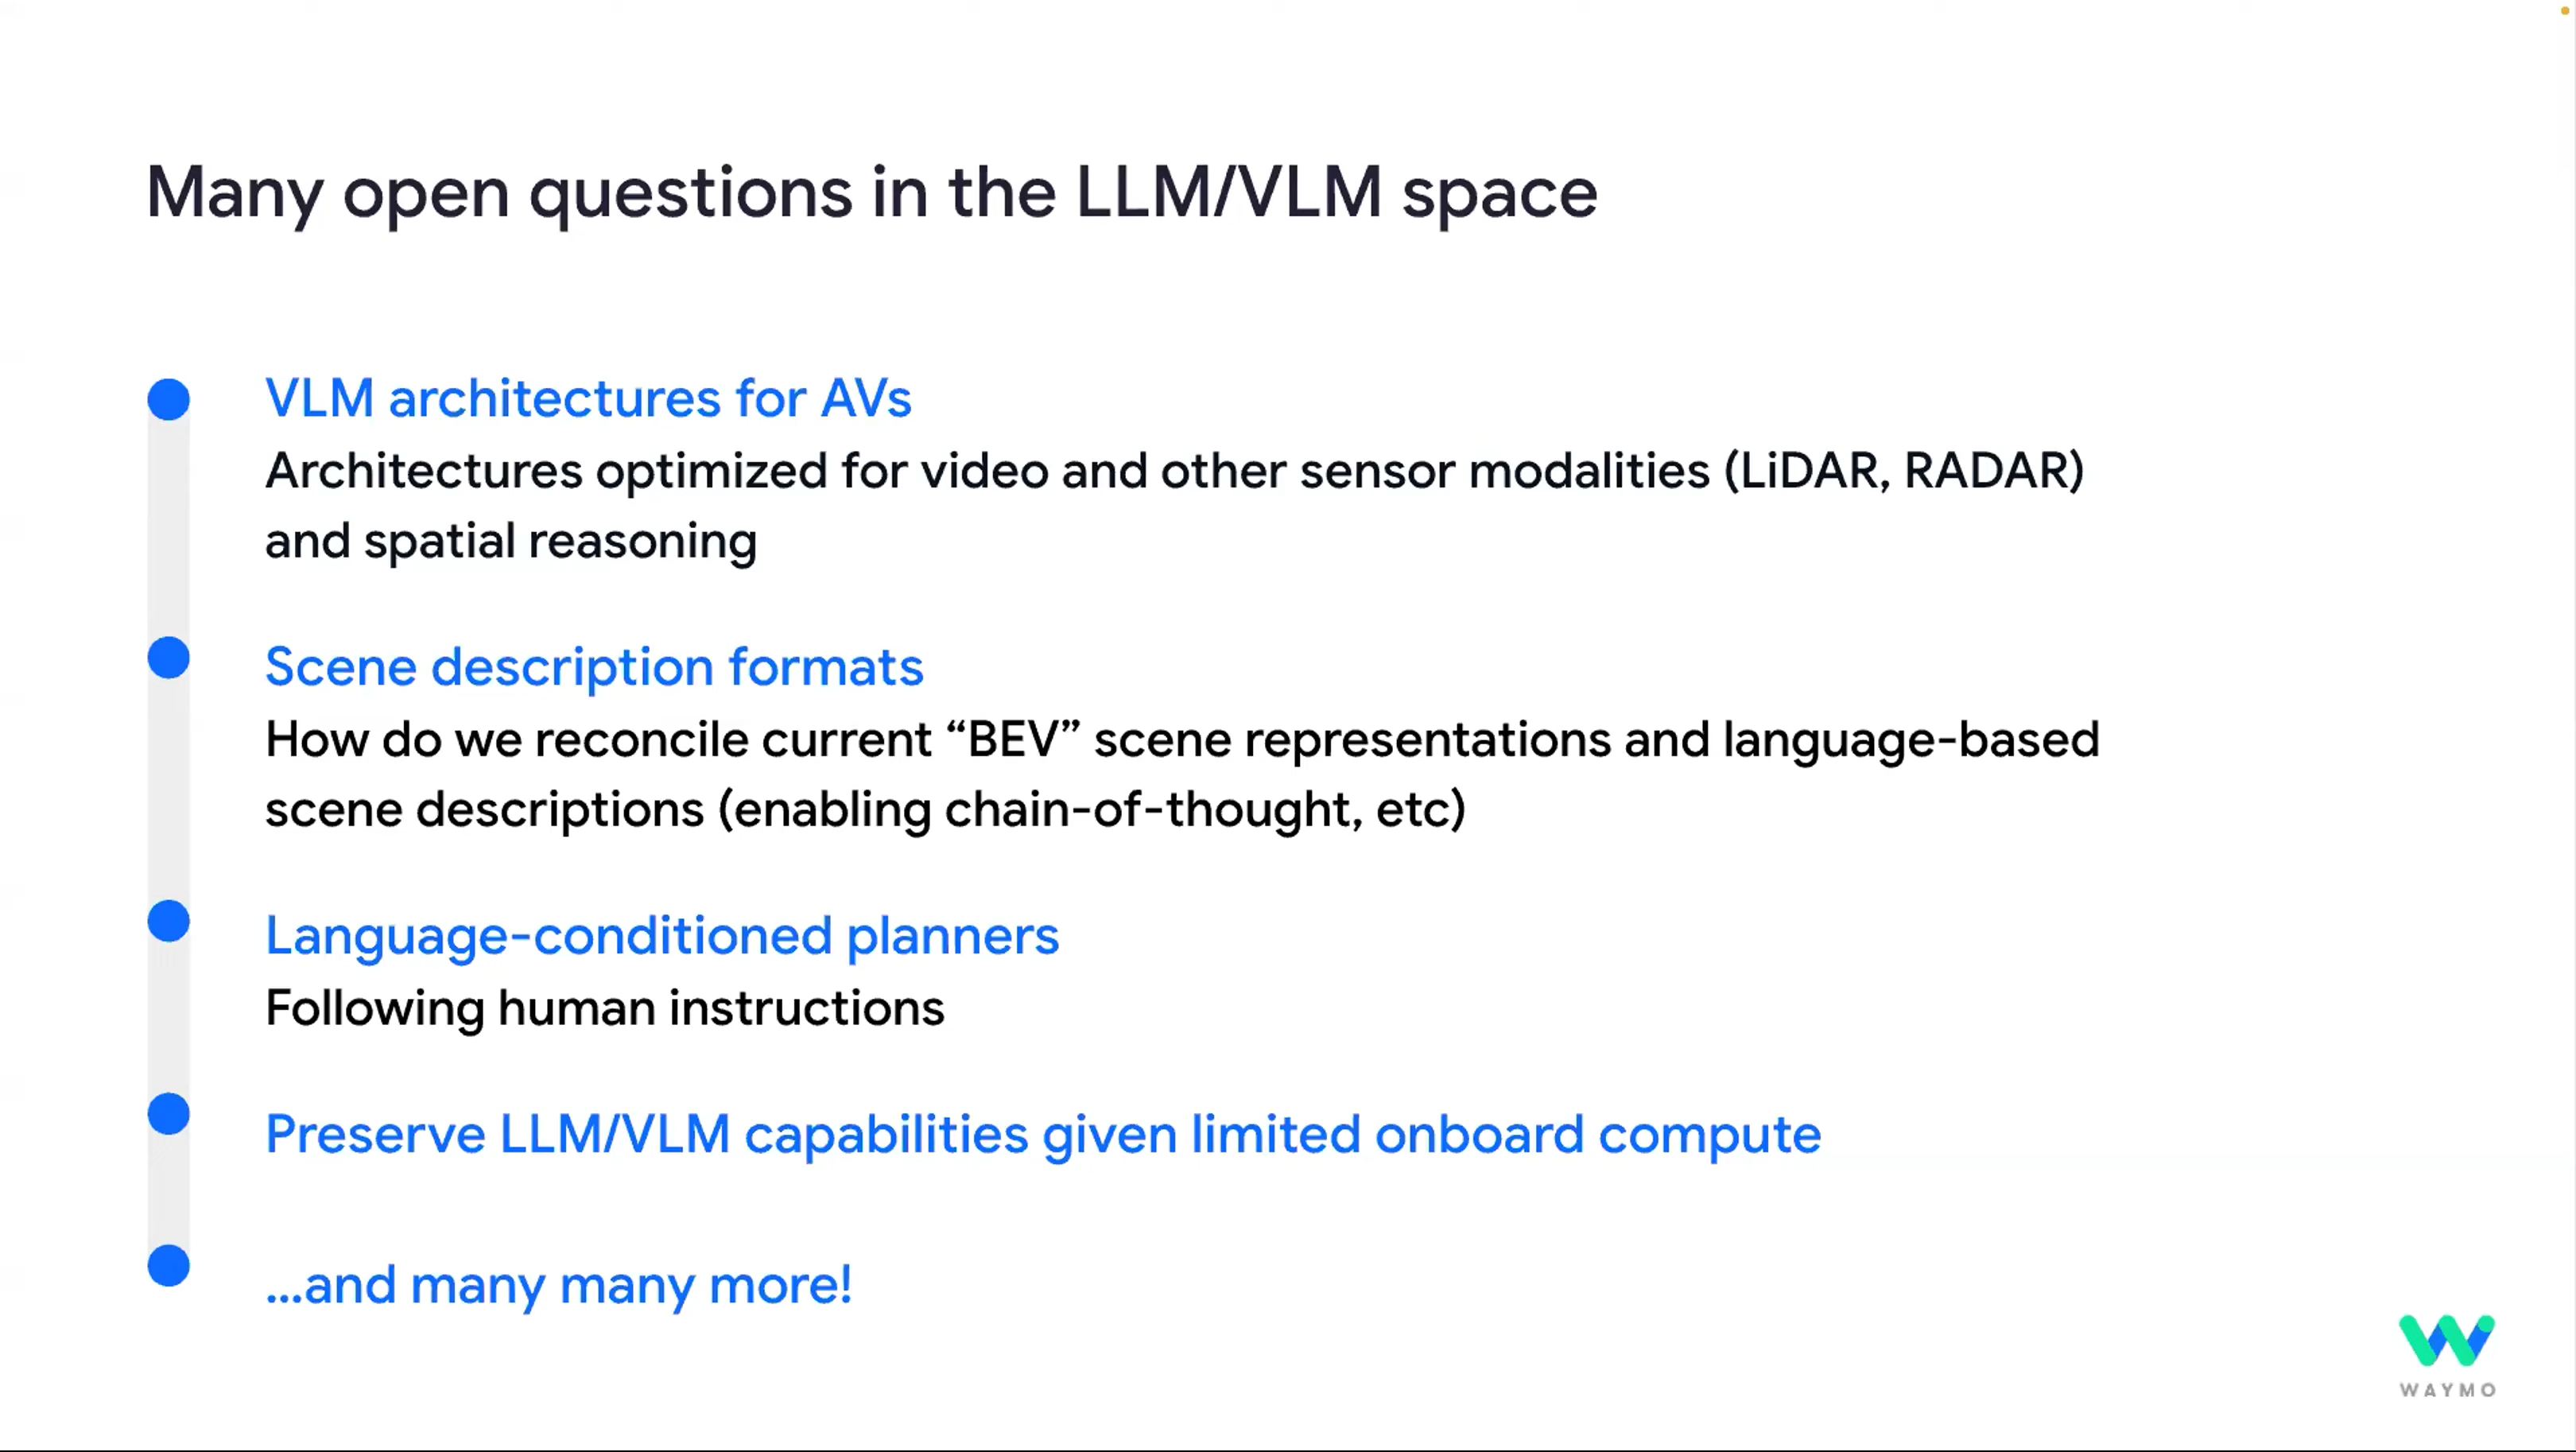 Many open questions in the LLM/VLM space
VLM architectures for AVs
Architectures optimized for video and other sensor modalities (LiDAR, RADAR)
and spatial reasoning
Scene description formats
How do we reconcile current “BEV” scene representations and language-based
scene descriptions (enabling chain-of-thought, etc)
Language-conditioned planners
Following human instructions
Preserve LLM/VLM capabilities given limited onboard compute
...and many many more!
WAYMO